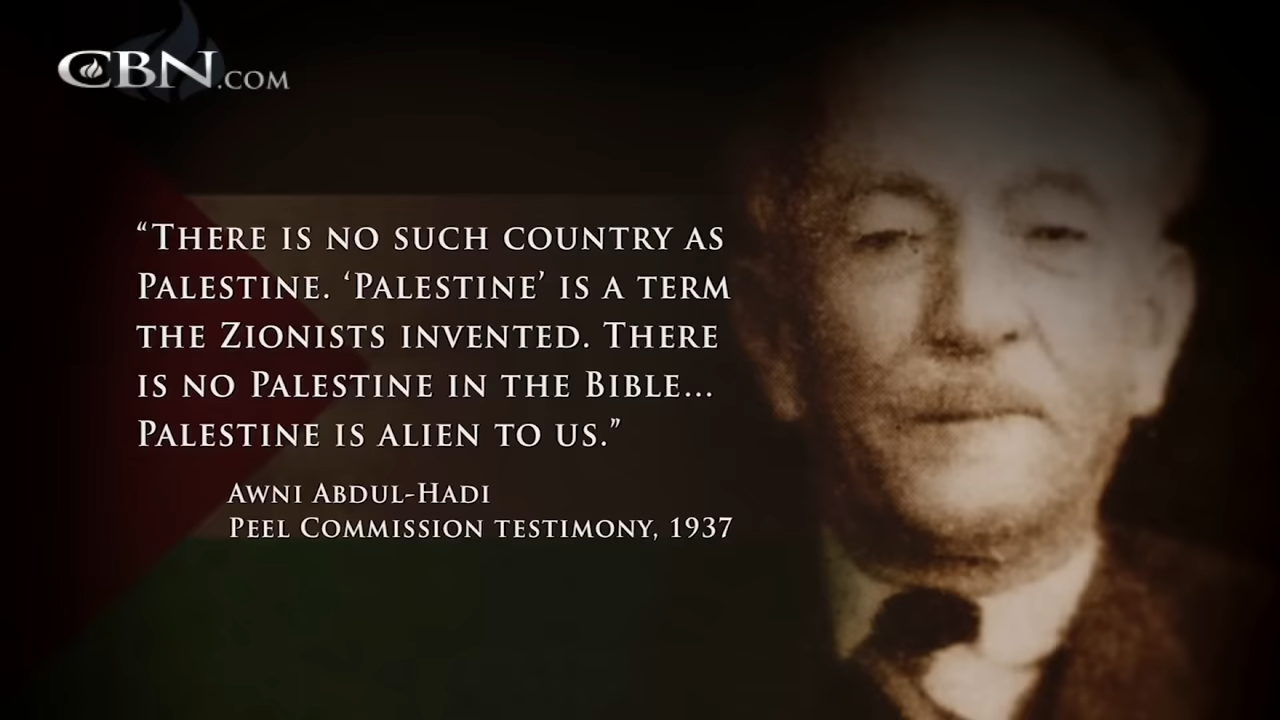 CBN.COM
“THERE IS NO SUCH COUNTRY AS
PALESTINE. ‘PALESTINE’ IS A TERM
THE ZIONISTS INVENTED. THERE
IS NO PALESTINE IN THE BIBLE...
PALESTINE IS ALIEN TO US.”
AWNI ABDUL-HADI
PEEL COMMISSION TESTIMONY, 1937